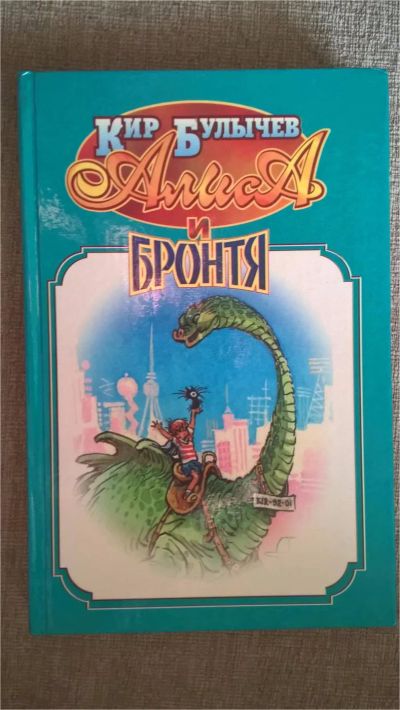 Кир Булычев
Алиса
и
Бронтя